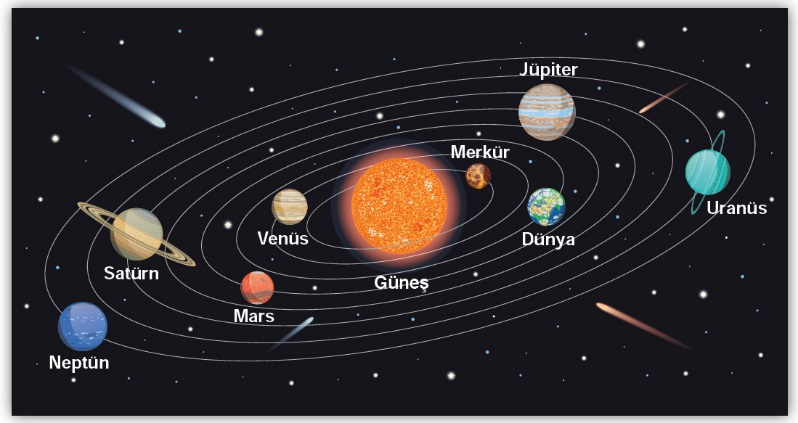 Jüpiter
Merkür
Uranüs
Venüs
Dünya
Satürn
Güneş
Mars
Neptün